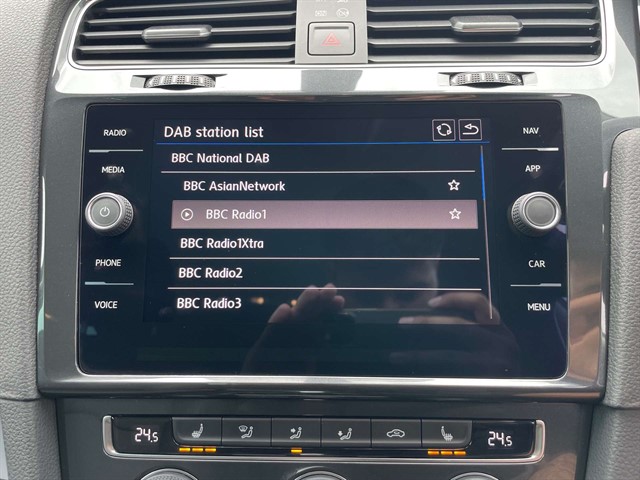 RADIO
MEDIA
PHONE
VOICE
DAB station list
BBC National DAB
BBC AsianNetwork
BBC Radio1
BBC Radio1Xtra
BBC Radio2
BBC Radio3
NAV
APP
CAR
MENU
24.5
24.5